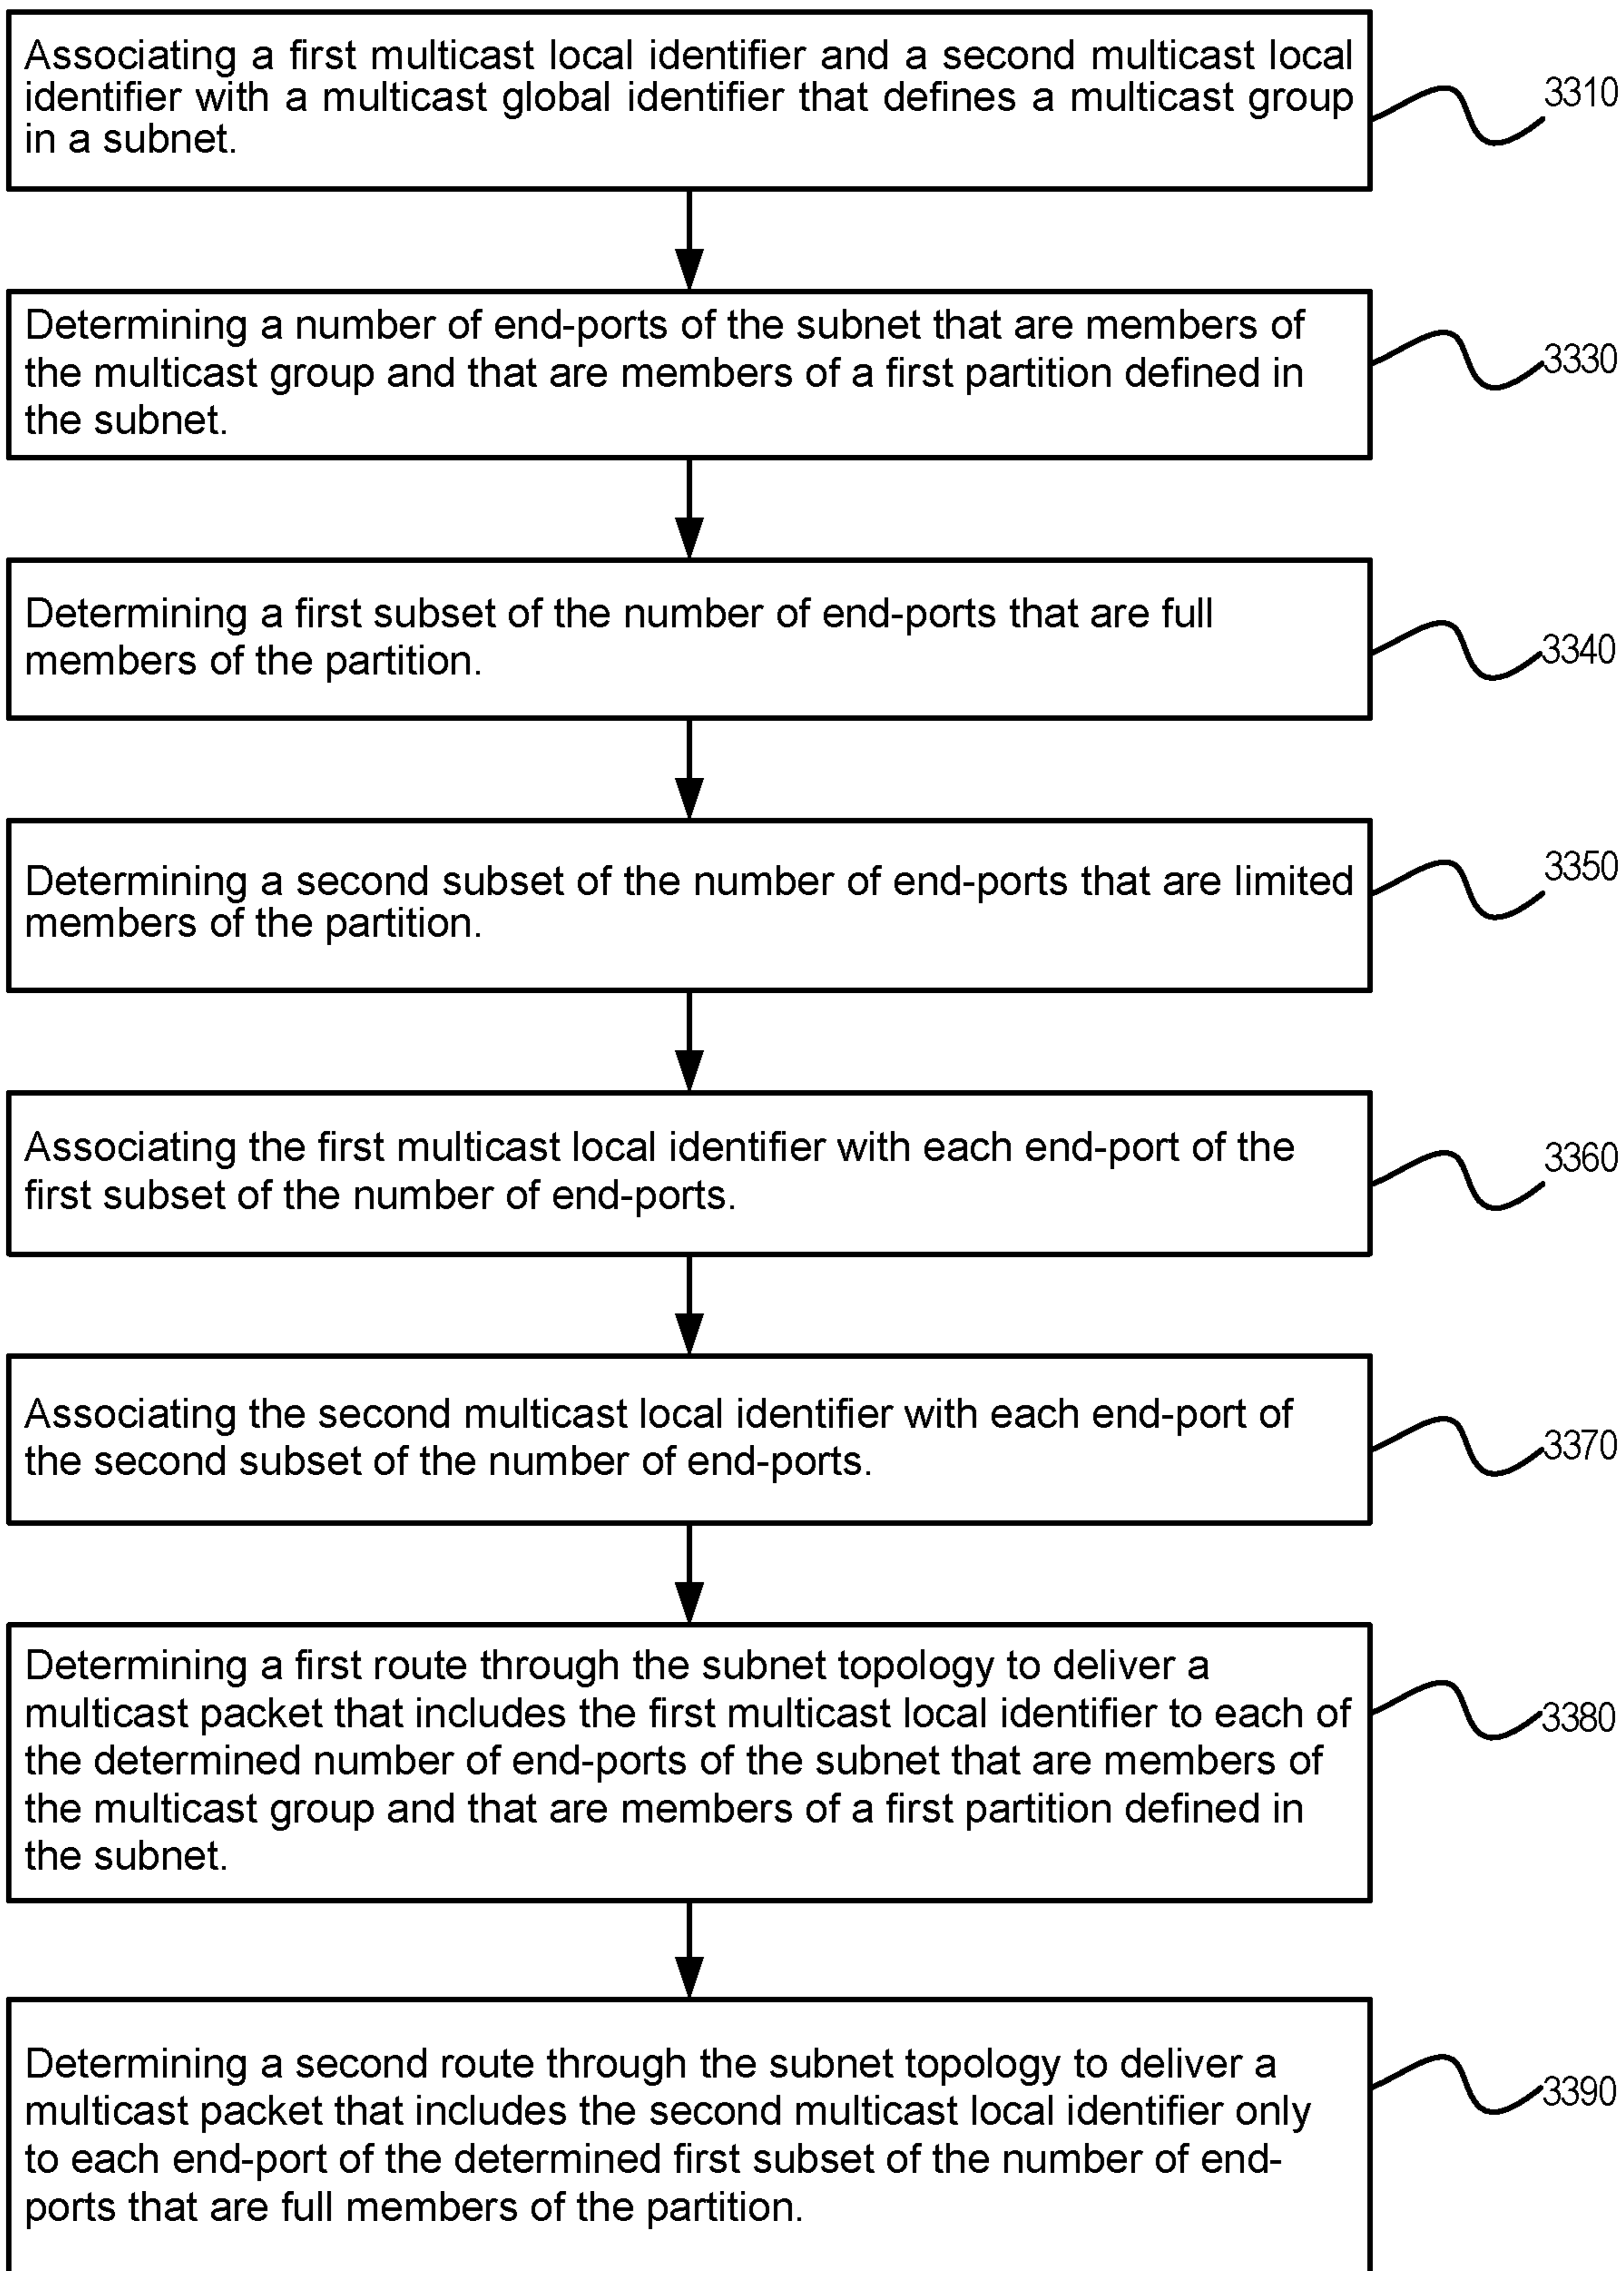 Associating a first multicast local identifier and a second multicast local
identifier with a multicast global identifier that defines a multicast group
in a subnet.
3310
Determining a number of end-ports of the subnet that are members of
the multicast group and that are members of a first partition defined in
the subnet.
3330
Determining a first subset of the number of end-ports that are full
members of the partition.
3340
Determining a second subset of the number of end-ports that are limited
members of the partition.
3350
Associating the first multicast local identifier with each end-port of the
first subset of the number of end-ports.
3360
Associating the second multicast local identifier with each end-port of
the second subset of the number of end-ports.
3370
Determining a first route through the subnet topology to deliver a
multicast packet that includes the first multicast local identifier to each of
the determined number of end-ports of the subnet that are members of
the multicast group and that are members of a first partition defined in
the subnet.
3380
Determining a second route through the subnet topology to deliver a
multicast packet that includes the second multicast local identifier only
to each end-port of the determined first subset of the number of end-
ports that are full members of the partition.
3390